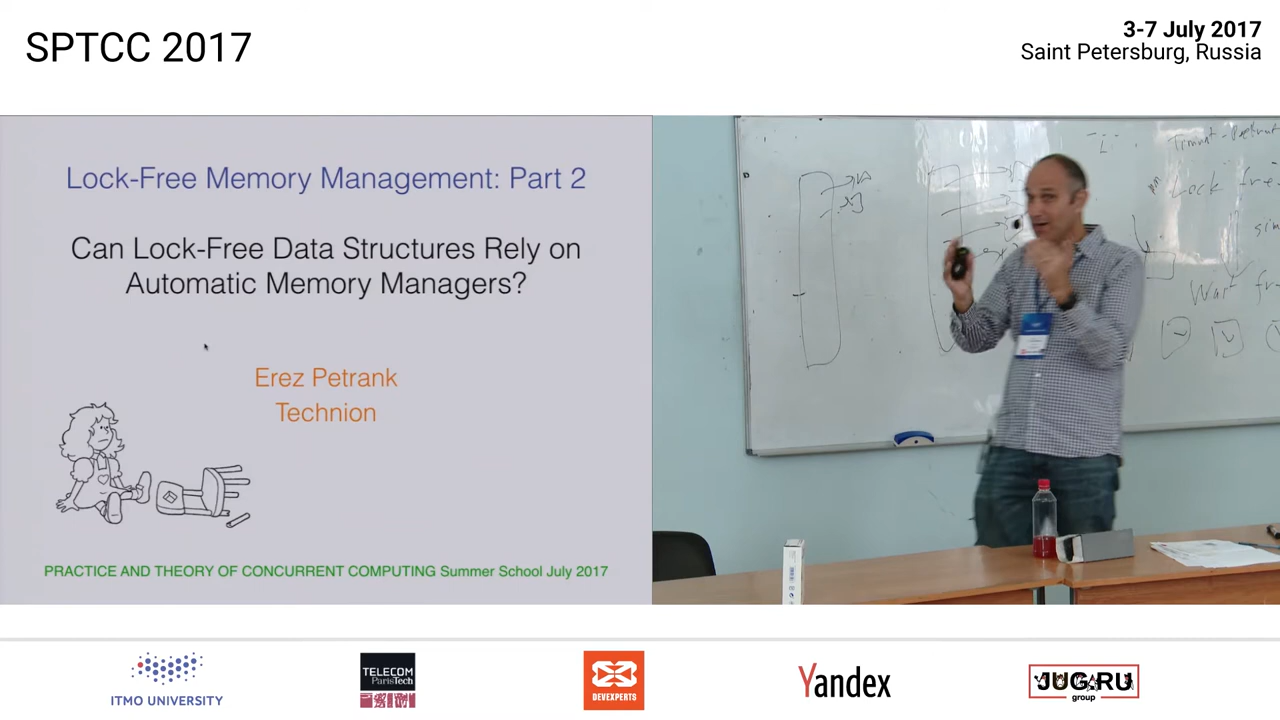 SPTCC 2017
3-7 July 2017
Saint Petersburg, Russia
Lock-Free Memory Management: Part 2
Can Lock-Free Data Structures Rely on
Automatic Memory Managers?
Erez Petrank
Technion
PRACTICE AND THEORY OF CONCURRENT COMPUTING Summer School July 2017
Lock
ITMO UNIVERSITY
TELECOM
ParisTech
DEVEXPERTS
Yandex
JUG.RU
group